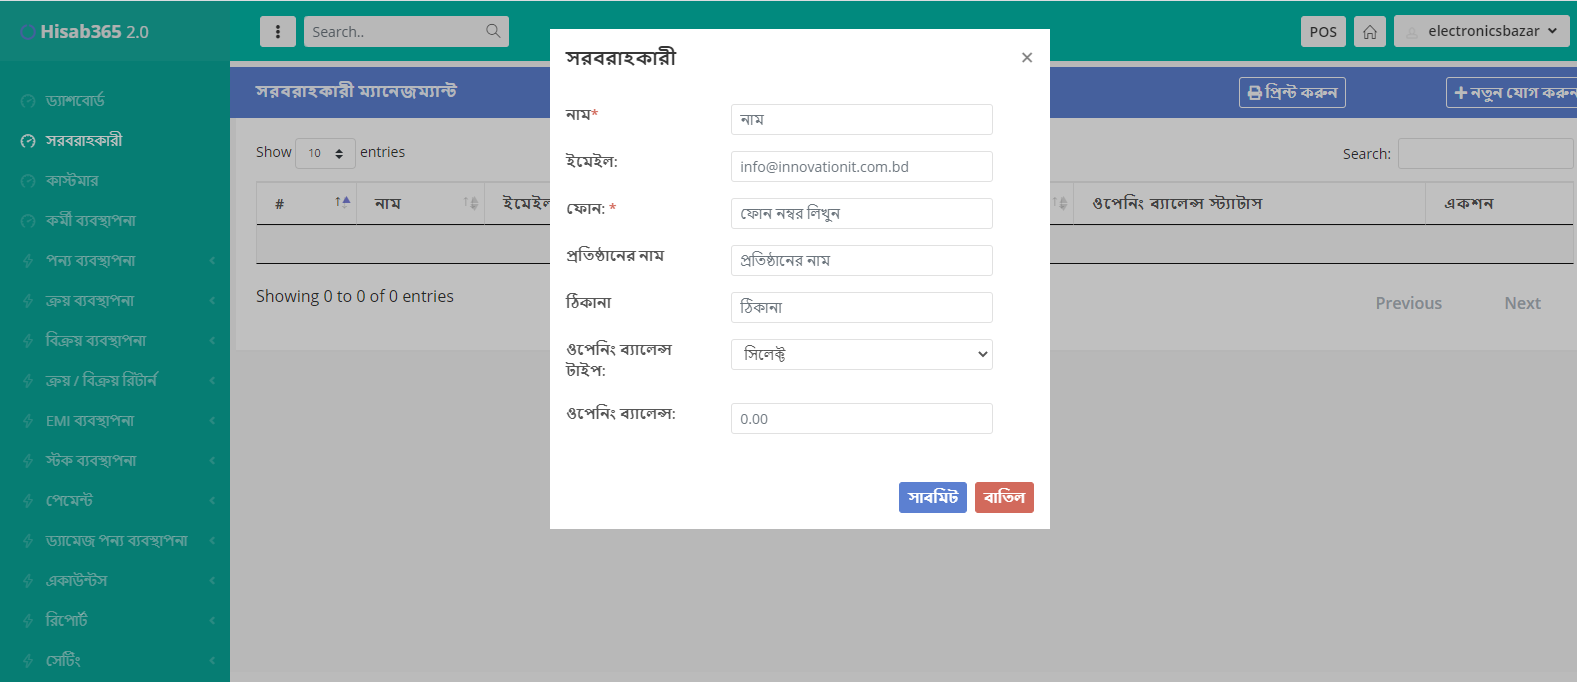 Hisab365 2.0
Search..
POS
electronicsbazar
ড্যাশবোর্ড
সরবরাহকারী
কাস্টমার
কর্মী ব্যবস্থাপনা
পন্য ব্যবস্থাপনা
ক্রয় ব্যবস্থাপনা
বিক্রয় ব্যবস্থাপনা
ক্রয় / বিক্রয় রিটার্ন
EMI ব্যবস্থাপনা
স্টক ব্যবস্থাপনা
পেমেন্ট
ড্যামেজ পন্য ব্যবস্থাপনা
একাউন্টস
রিপোর্ট
সেটিং
সরবরাহকারী ম্যানেজম্যান্ট
প্রিন্ট করুন
নতুন যোগ করুন
Show 10 entries
Search:
# নাম ইমেইল ওপেনিং ব্যালেন্স স্ট্যাটাস একশন
Showing 0 to 0 of 0 entries
Previous Next
সরবরাহকারী ×
নাম* নাম
ইমেইল: info@innovationit.com.bd
ফোন: * ফোন নম্বর লিখুন
প্রতিষ্ঠানের নাম প্রতিষ্ঠানের নাম
ঠিকানা ঠিকানা
ওপেনিং ব্যালেন্স সিলেক্ট
টাইপ:
ওপেনিং ব্যালেন্স: 0.00
সাবমিট বাতিল